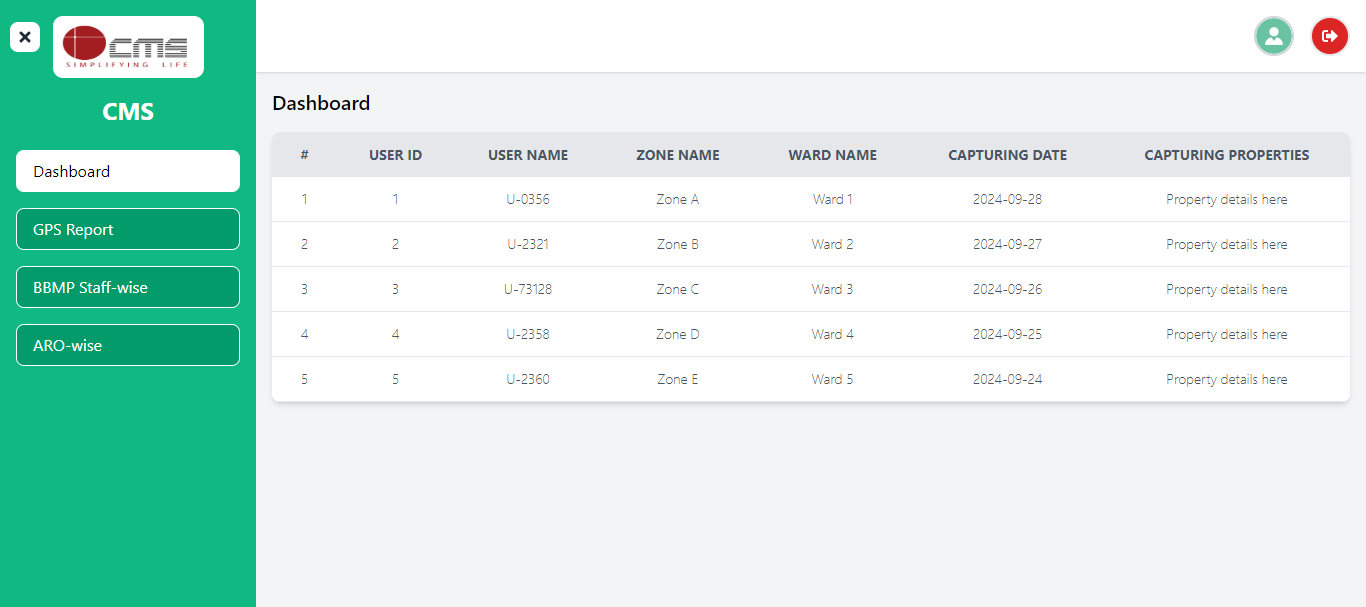 CMS
SIMPLIFYING LIFE
CMS
Dashboard
GPS Report
BBMP Staff-wise
ARO-wise
Dashboard
# USER ID USER NAME ZONE NAME WARD NAME CAPTURING DATE CAPTURING PROPERTIES
1 1 U-0356 Zone A Ward 1 2024-09-28 Property details here
2 2 U-2321 Zone B Ward 2 2024-09-27 Property details here
3 3 U-73128 Zone C Ward 3 2024-09-26 Property details here
4 4 U-2358 Zone D Ward 4 2024-09-25 Property details here
5 5 U-2360 Zone E Ward 5 2024-09-24 Property details here